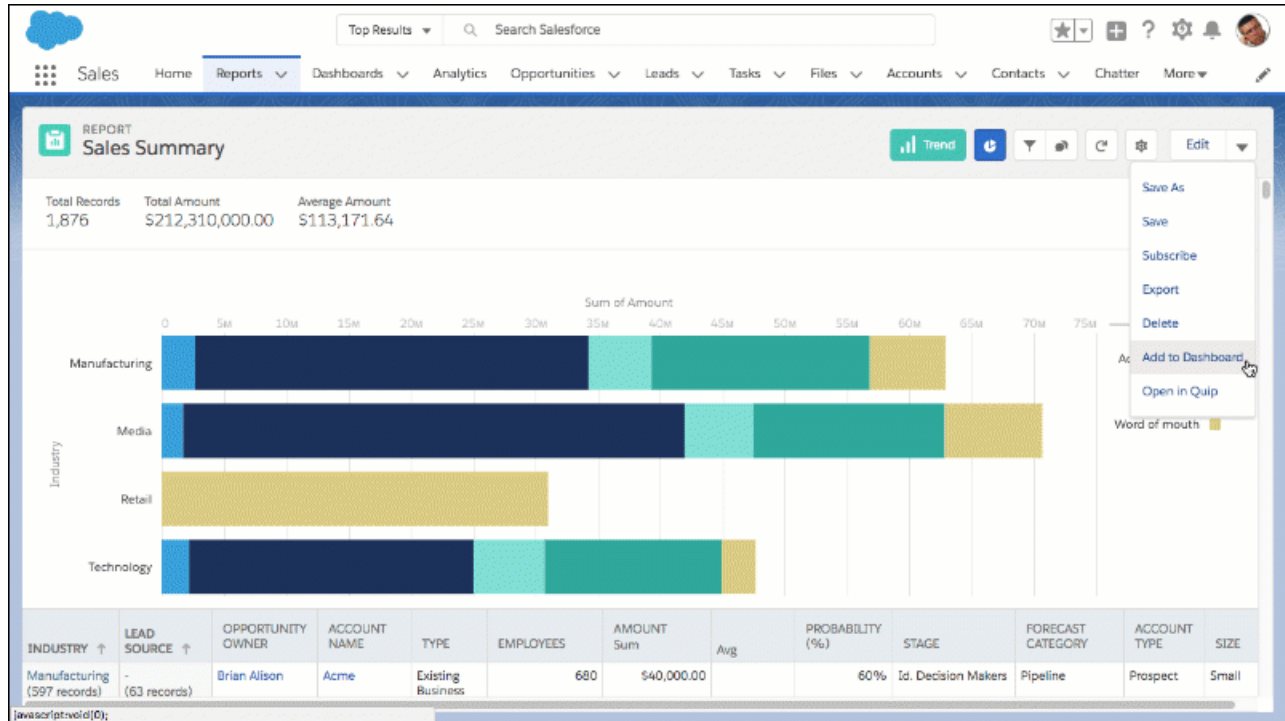 Top Results
Search Salesforce
Sales
Home
Reports
Dashboards
Analytics
Opportunities
Leads
Tasks
Files
Accounts
Contacts
Chatter
More
REPORT
Sales Summary
Trend
Edit
Total Records
1,876
Total Amount
$212,310,000.00
Average Amount
$113,171.64
Save As
Save
Subscribe
Export
Delete
Add to Dashboard
Open in Quip
Sum of Amount
0 5M 10M 15M 20M 25M 30M 35M 40M 45M 50M 55M 60M 65M 70M 75M
Industry
Manufacturing
Media
Retail
Technology
Word of mouth
INDUSTRY
LEAD
SOURCE
OPPORTUNITY
OWNER
ACCOUNT
NAME
TYPE
EMPLOYEES
AMOUNT
Sum
Avg
PROBABILITY
(%)
STAGE
FORECAST
CATEGORY
ACCOUNT
TYPE
SIZE
Manufacturing
(597 records)
-
(63 records)
Brian Alison
Acme
Existing
Business
680
$40,000.00
60%
Id. Decision Makers
Pipeline
Prospect
Small
javascript:void(0);